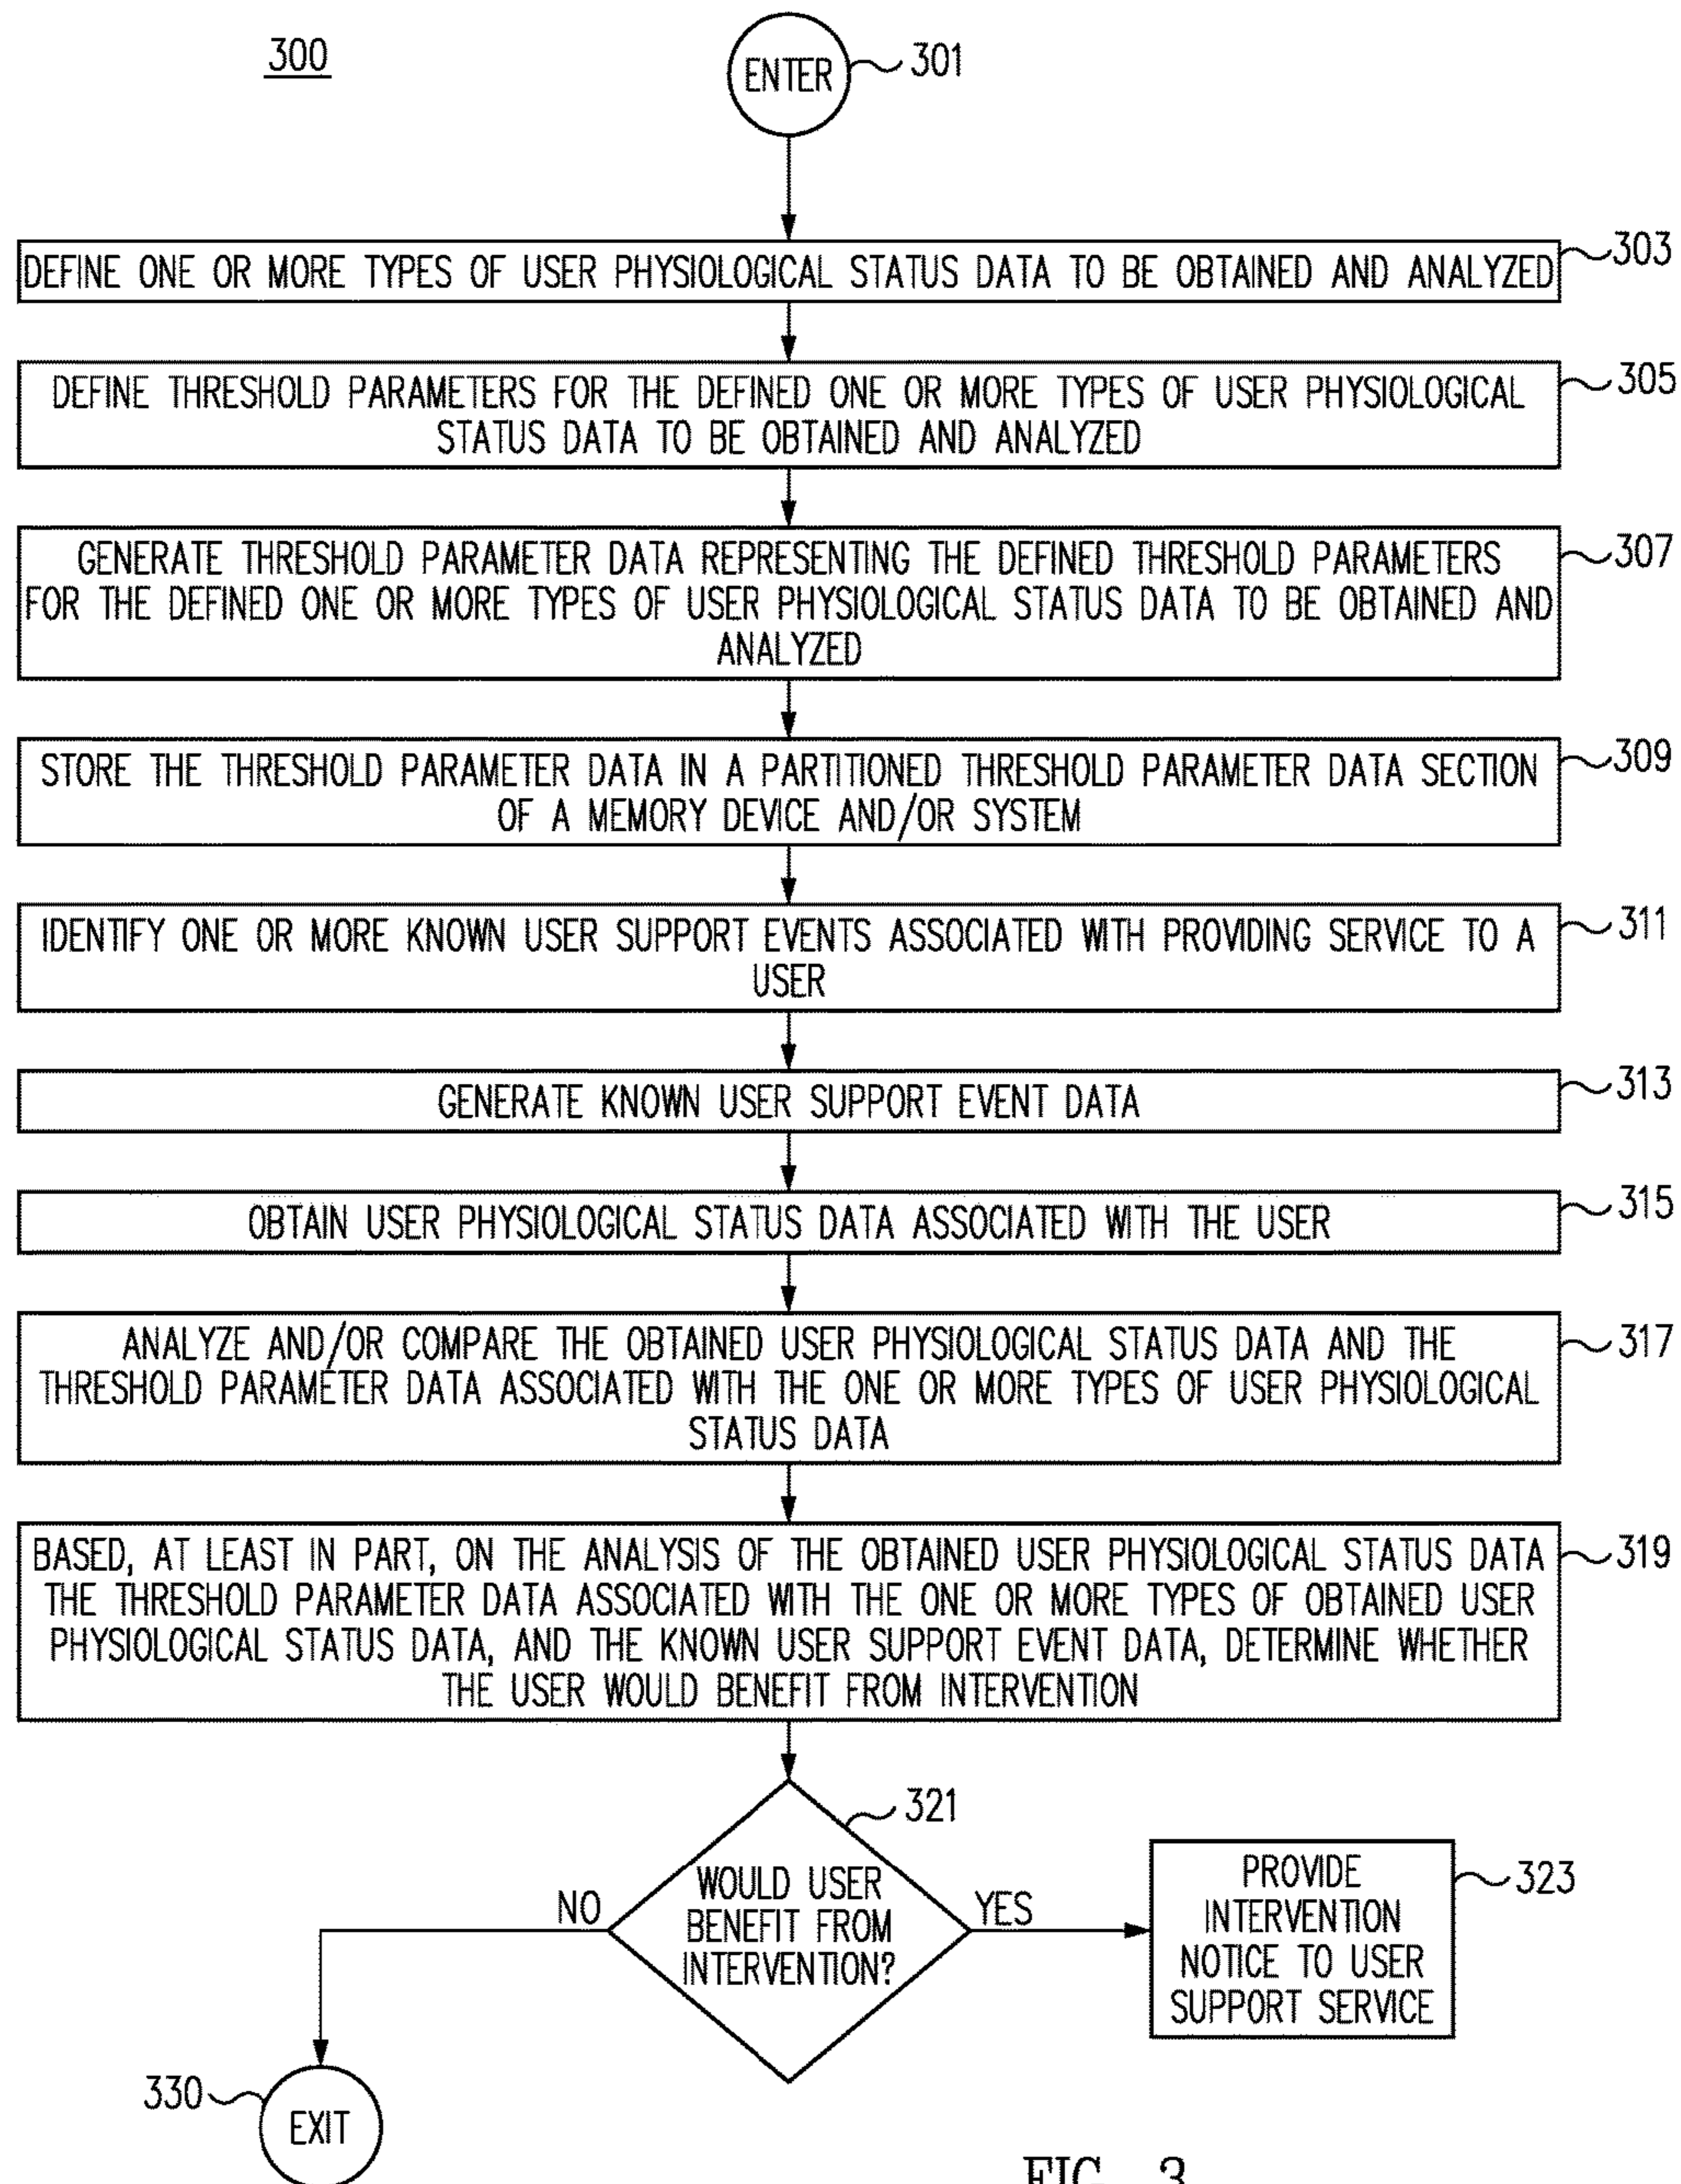 300
ENTER
301
DEFINE ONE OR MORE TYPES OF USER PHYSIOLOGICAL STATUS DATA TO BE OBTAINED AND ANALYZED
303
DEFINE THRESHOLD PARAMETERS FOR THE DEFINED ONE OR MORE TYPES OF USER PHYSIOLOGICAL
STATUS DATA TO BE OBTAINED AND ANALYZED
305
GENERATE THRESHOLD PARAMETER DATA REPRESENTING THE DEFINED THRESHOLD PARAMETERS
FOR THE DEFINED ONE OR MORE TYPES OF USER PHYSIOLOGICAL STATUS DATA TO BE OBTAINED AND
ANALYZED
307
STORE THE THRESHOLD PARAMETER DATA IN A PARTITIONED THRESHOLD PARAMETER DATA SECTION
OF A MEMORY DEVICE AND/OR SYSTEM
309
IDENTIFY ONE OR MORE KNOWN USER SUPPORT EVENTS ASSOCIATED WITH PROVIDING SERVICE TO A
USER
311
GENERATE KNOWN USER SUPPORT EVENT DATA
313
OBTAIN USER PHYSIOLOGICAL STATUS DATA ASSOCIATED WITH THE USER
315
ANALYZE AND/OR COMPARE THE OBTAINED USER PHYSIOLOGICAL STATUS DATA AND THE
THRESHOLD PARAMETER DATA ASSOCIATED WITH THE ONE OR MORE TYPES OF USER PHYSIOLOGICAL
STATUS DATA
317
BASED, AT LEAST IN PART, ON THE ANALYSIS OF THE OBTAINED USER PHYSIOLOGICAL STATUS DATA
THE THRESHOLD PARAMETER DATA ASSOCIATED WITH THE ONE OR MORE TYPES OF OBTAINED USER
PHYSIOLOGICAL STATUS DATA, AND THE KNOWN USER SUPPORT EVENT DATA, DETERMINE WHETHER
THE USER WOULD BENEFIT FROM INTERVENTION
319
321
WOULD USER
BENEFIT FROM
INTERVENTION?
NO
YES
PROVIDE
INTERVENTION
NOTICE TO USER
SUPPORT SERVICE
323
330
EXIT
FIG. 3